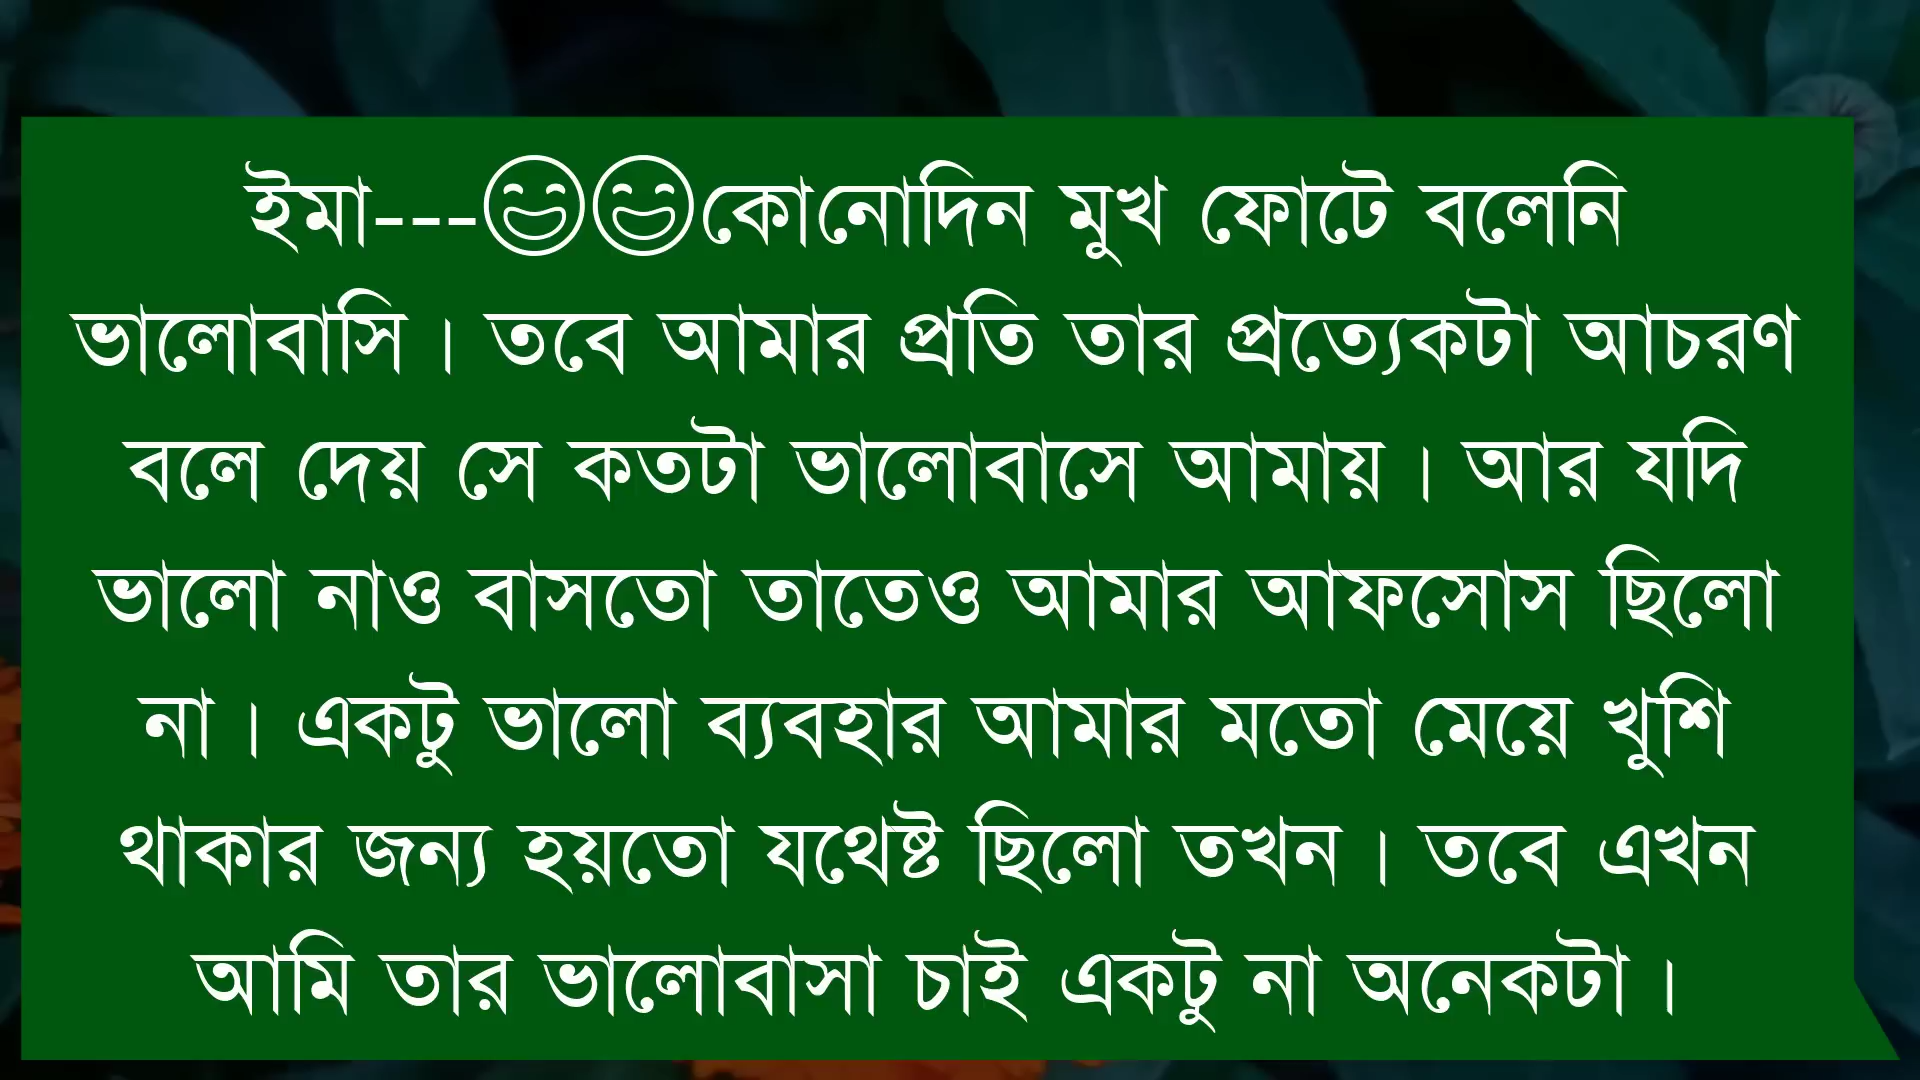 ইমা---😄😄কোনোদিন মুখ ফোটে বলেনি
ভালোবাসি। তবে আমার প্রতি তার প্রত্যেকটা আচরণ
বলে দেয় সে কতটা ভালোবাসে আমায়। আর যদি
ভালো নাও বাসতো তাতেও আমার আফসোস ছিলো
না। একটু ভালো ব্যবহার আমার মতো মেয়ে খুশি
থাকার জন্য হয়তো যথেষ্ট ছিলো তখন। তবে এখন
আমি তার ভালোবাসা চাই একটু না অনেকটা।